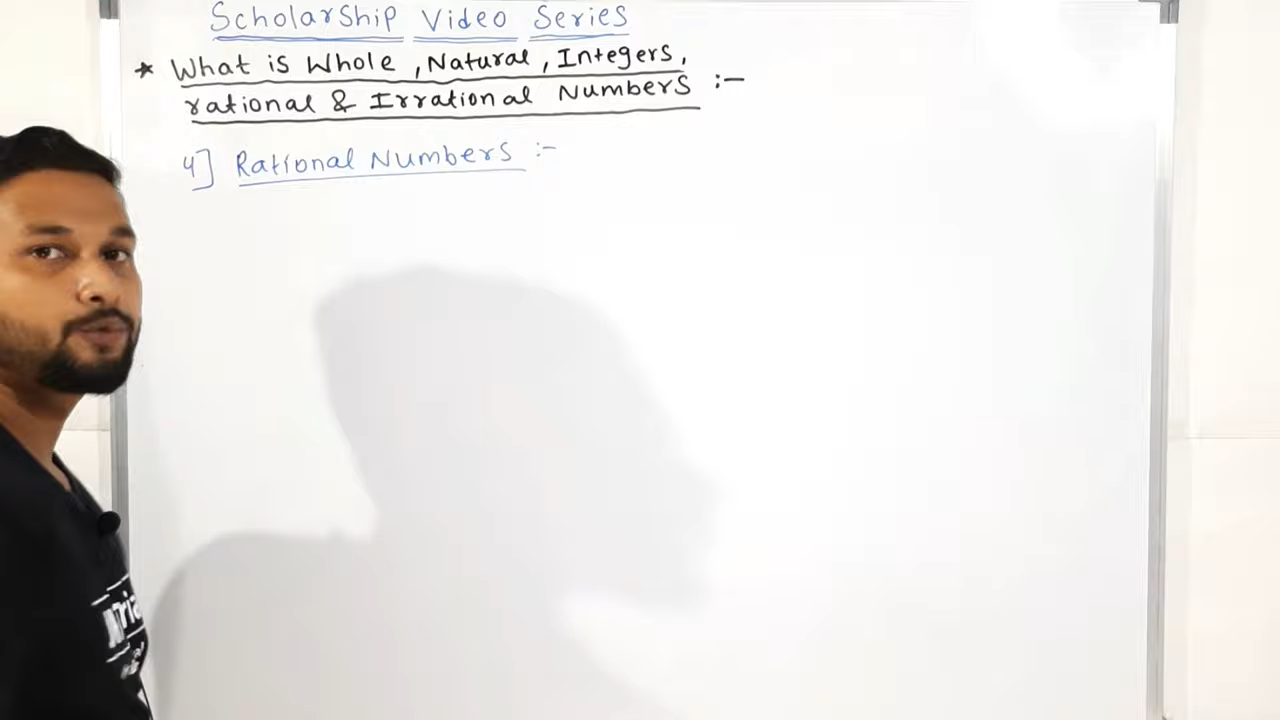 Scholarship Video Series
* What is Whole, Natural, Integers,
rational & Irrational Numbers :-
4] Rational Numbers :-